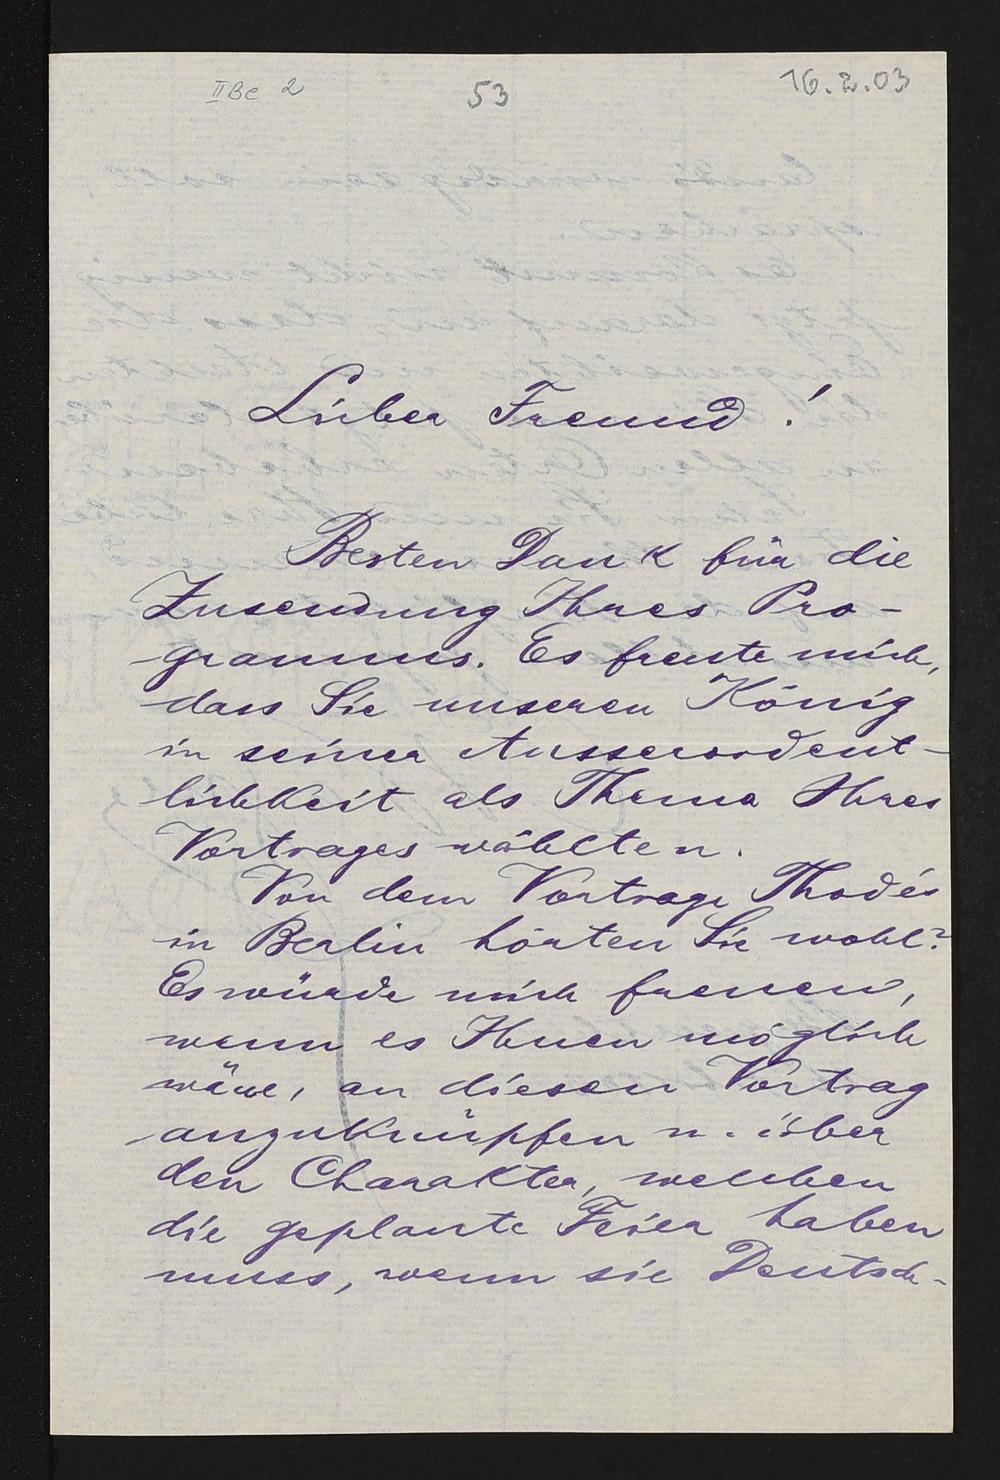 II Be 2 53 16.2.03
Lieber Freund!
Besten Dank für die
Zusendung Ihres Pro-
gramms. Es freute mich,
dass Sie unseren König
in seiner Ausserordent-
lichkeit als Thema Ihres
Vortrages wählten.
Von dem Vortrage Thode's
in Berlin hörten Sie wohl?
Es würde mich freuen,
wenn es Ihnen möglich
wäre, an diesen Vortrag
anzuknüpfen u. über
den Charakter, welchen
die geplante Feier haben
muss, wenn sie Deutsch-